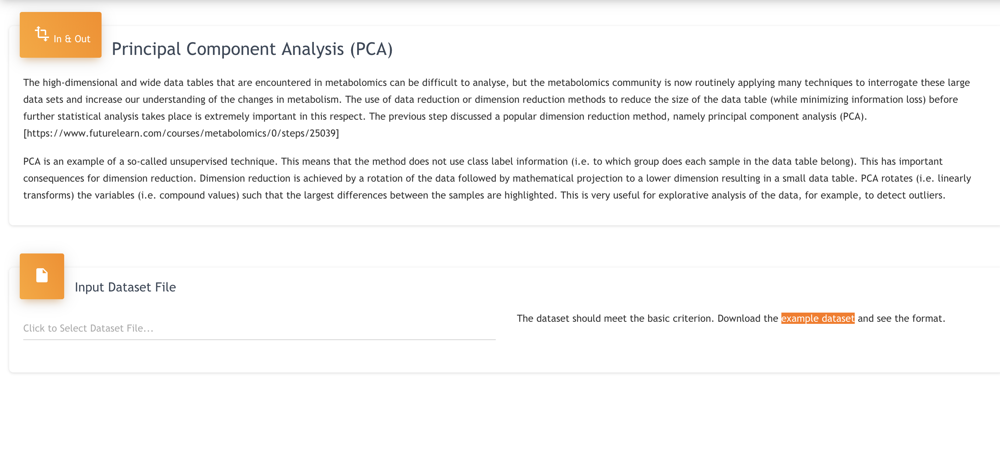 In & Out
Principal Component Analysis (PCA)
The high-dimensional and wide data tables that are encountered in metabolomics can be difficult to analyse, but the metabolomics community is now routinely applying many techniques to interrogate these large
data sets and increase our understanding of the changes in metabolism. The use of data reduction or dimension reduction methods to reduce the size of the data table (while minimizing information loss) before
further statistical analysis takes place is extremely important in this respect. The previous step discussed a popular dimension reduction method, namely principal component analysis (PCA).
[https://www.futurelearn.com/courses/metabolomics/0/steps/25039]
PCA is an example of a so-called unsupervised technique. This means that the method does not use class label information (i.e. to which group does each sample in the data table belong). This has important
consequences for dimension reduction. Dimension reduction is achieved by a rotation of the data followed by mathematical projection to a lower dimension resulting in a small data table. PCA rotates (i.e. linearly
transforms) the variables (i.e. compound values) such that the largest differences between the samples are highlighted. This is very useful for explorative analysis of the data, for example, to detect outliers.
Input Dataset File
Click to Select Dataset File...
The dataset should meet the basic criterion. Download the example dataset and see the format.